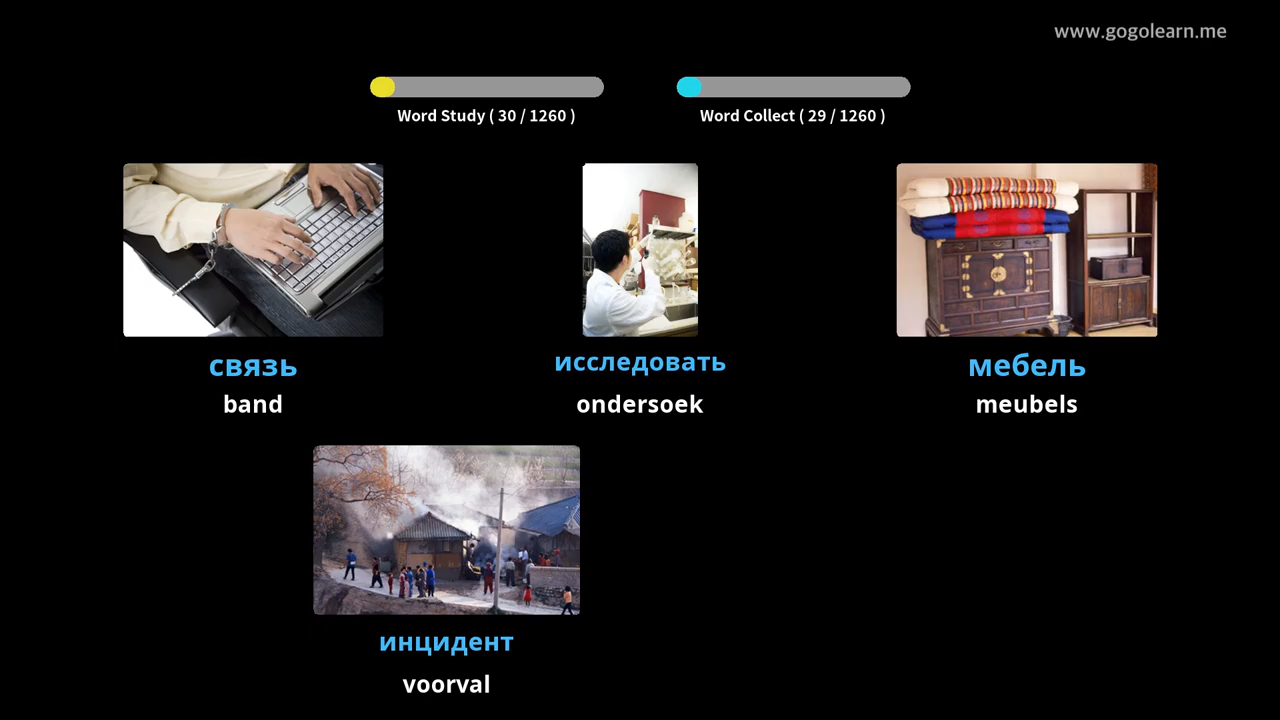 www.gogolearn.me
Word Study ( 30 / 1260 )
Word Collect ( 29 / 1260 )
связь
band
исследовать
ondersoek
мебель
meubels
инцидент
voorval